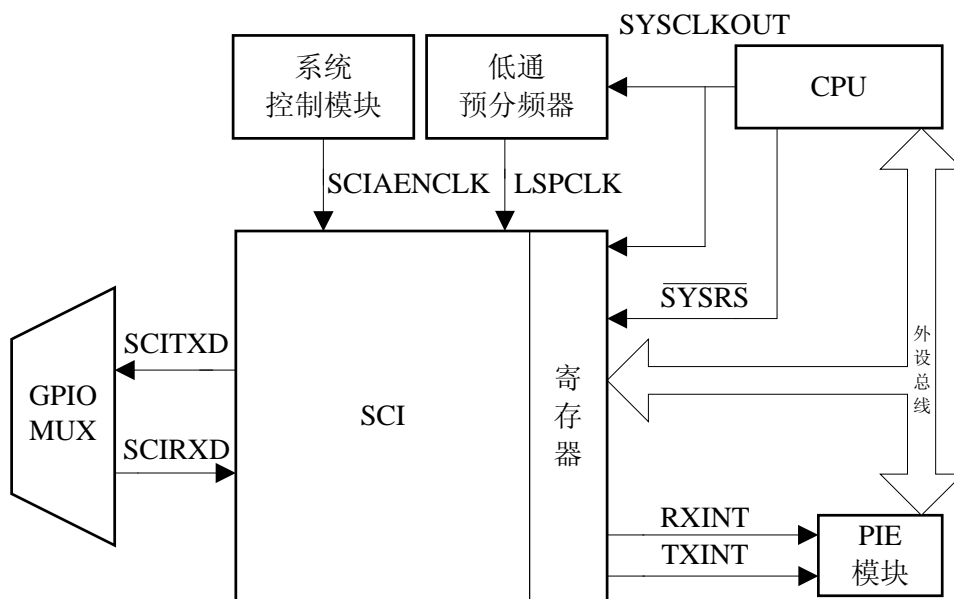 SYSCLKOUT
系统
控制模块
低通
预分频器
CPU
SCIAENCLK
LSPCLK
SYSRS
SCITXD
GPIO
MUX
SCIRXD
SCI
寄存器
外设总线
RXINT
TXINT
PIE
模块